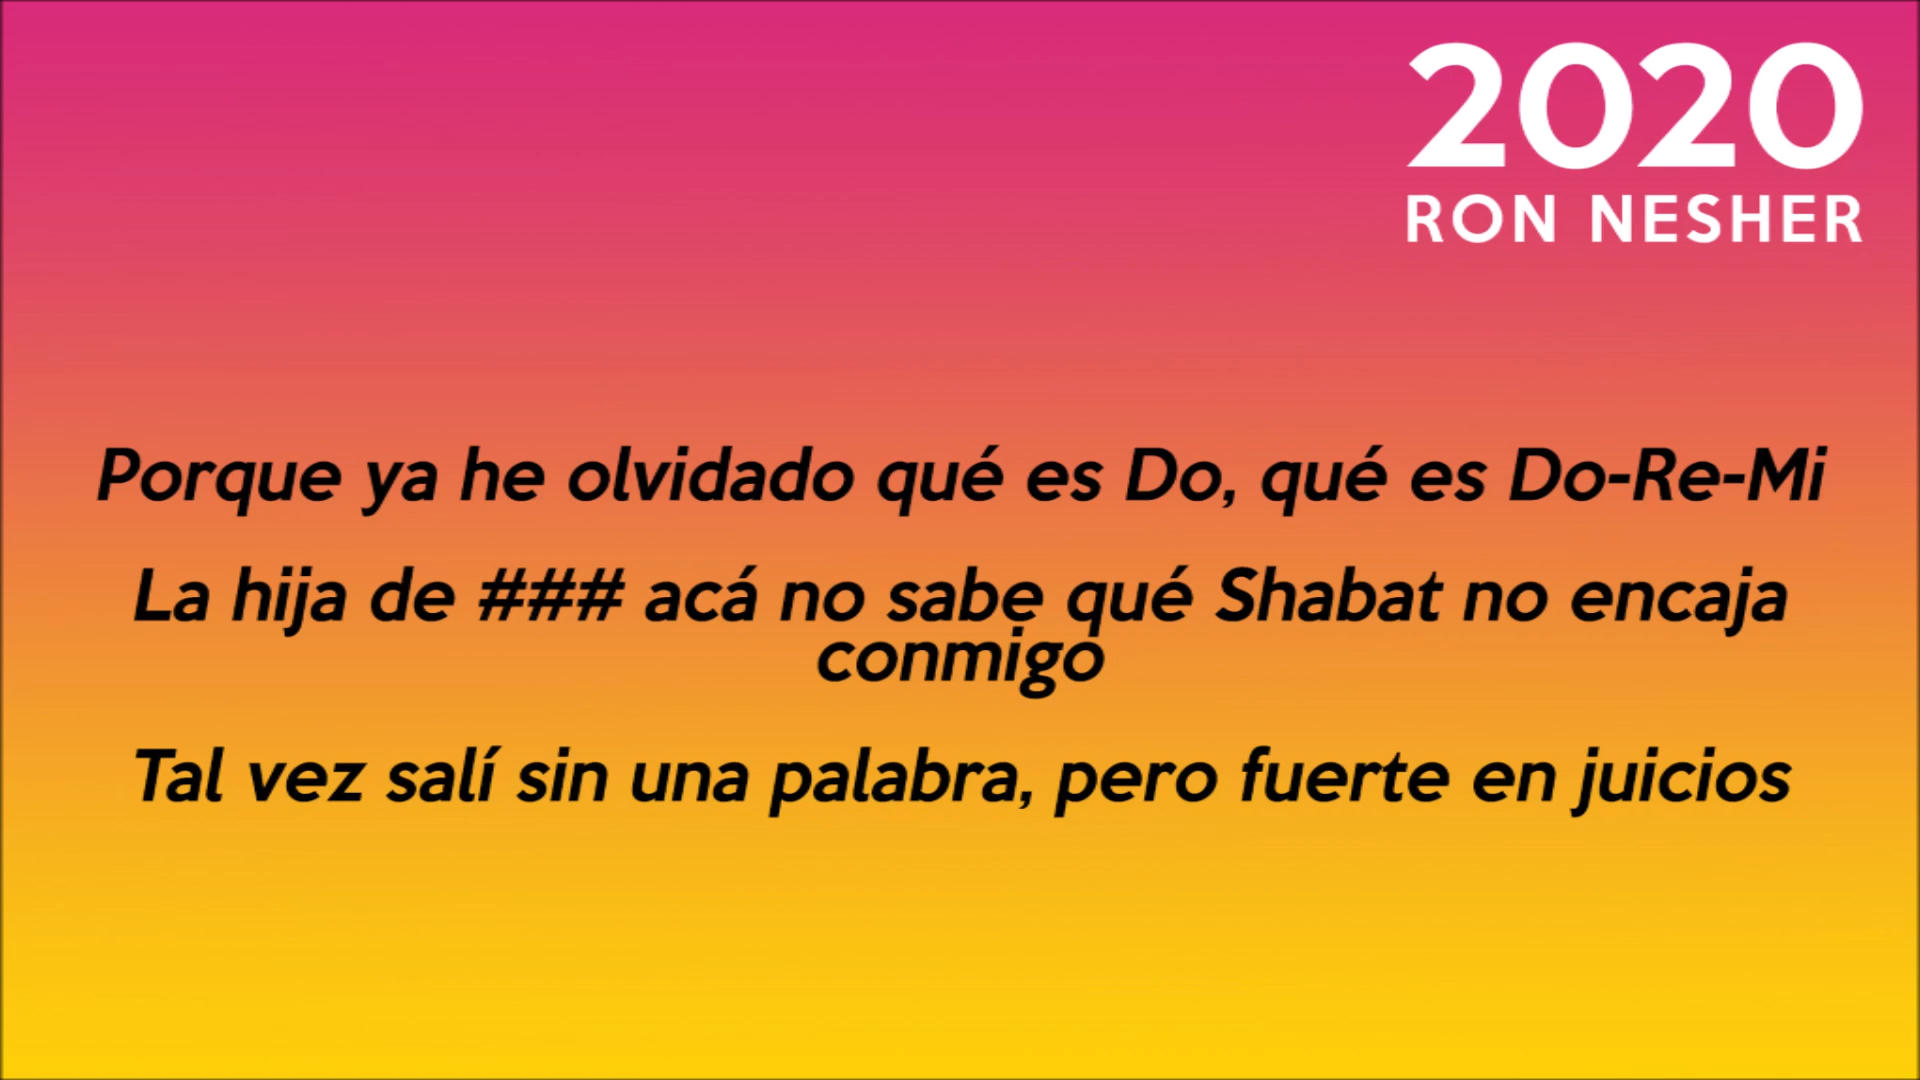 2020
RON NESHER
Porque ya he olvidado qué es Do, qué es Do-Re-Mi
La hija de ### acá no sabe qué Shabat no encaja
conmigo
Tal vez salí sin una palabra, pero fuerte en juicios